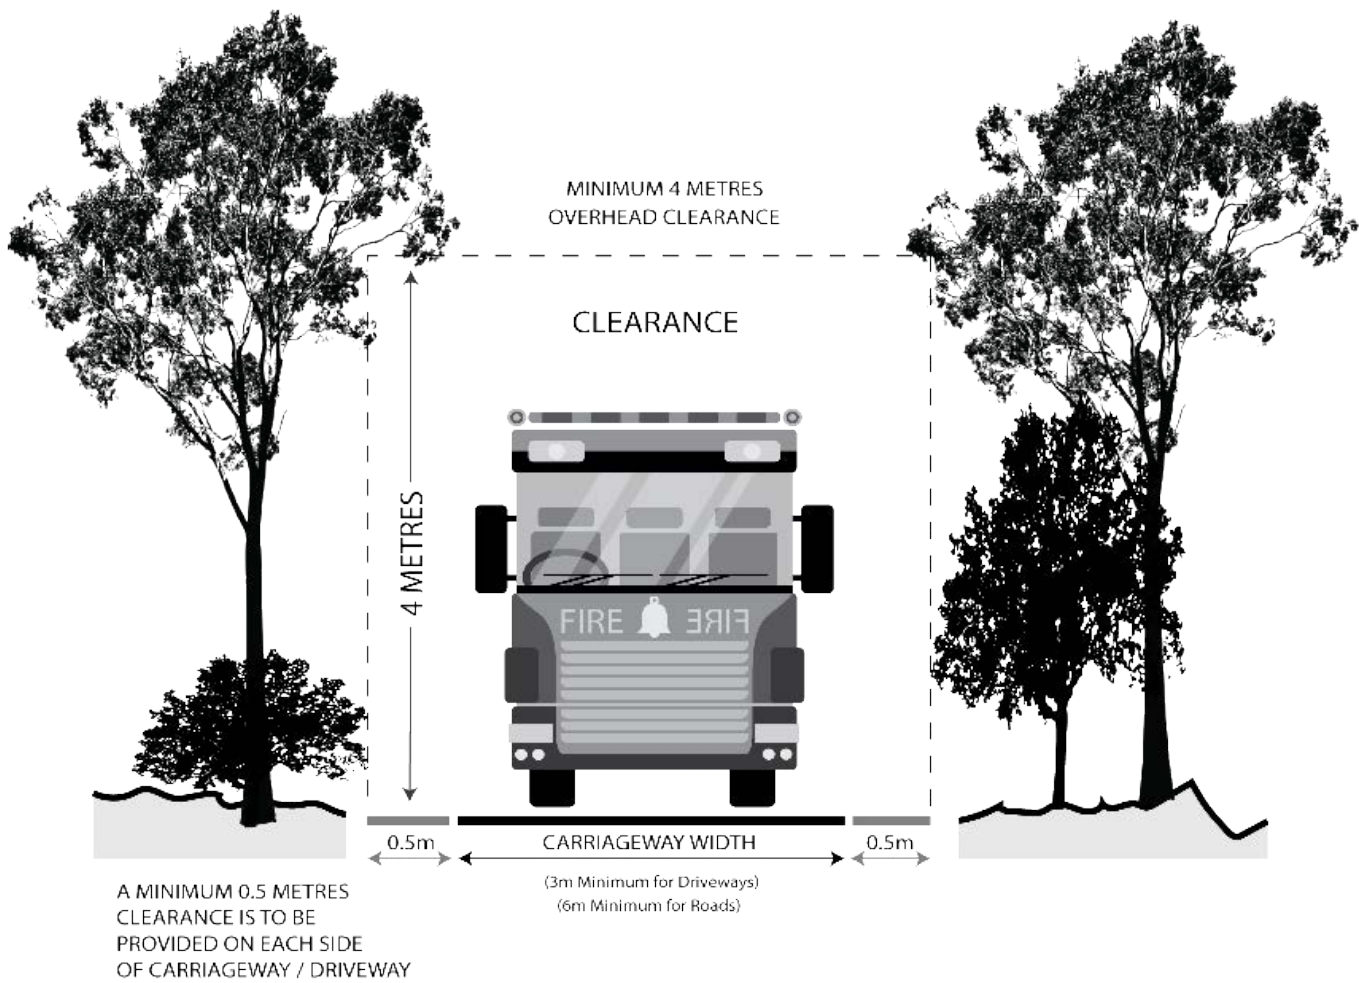 MINIMUM 4 METRES
OVERHEAD CLEARANCE
CLEARANCE
4 METRES
FIRE FIRE
0.5m
CARRIAGEWAY WIDTH
0.5m
(3m Minimum for Driveways)
(6m Minimum for Roads)
A MINIMUM 0.5 METRES
CLEARANCE IS TO BE
PROVIDED ON EACH SIDE
OF CARRIAGEWAY / DRIVEWAY